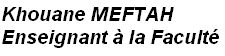 Khouane MEFTAH
Enseignant à la Faculté